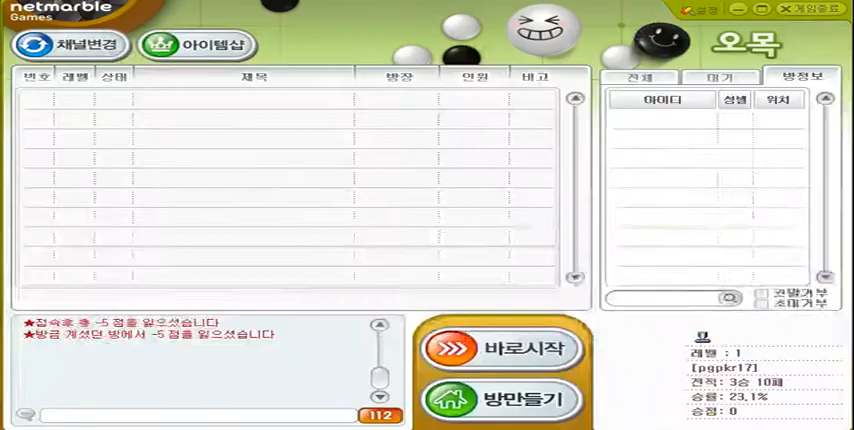 netmarble
Games
설정
게임종료
채널변경
아이템샵
오목
번호 레벨 상태 제목 방장 인원 비고
전체 대기 방정보
아이디 성별 위치
귓말거부
초대거부
★접속후 총 -5 점을 잃으셨습니다
★방금 계셨던 방에서 -5 점을 잃으셨습니다
112
바로시작
방만들기
레벨 : 1
[pgpkr17]
전적: 3승 10패
승률: 23.1%
승점: 0